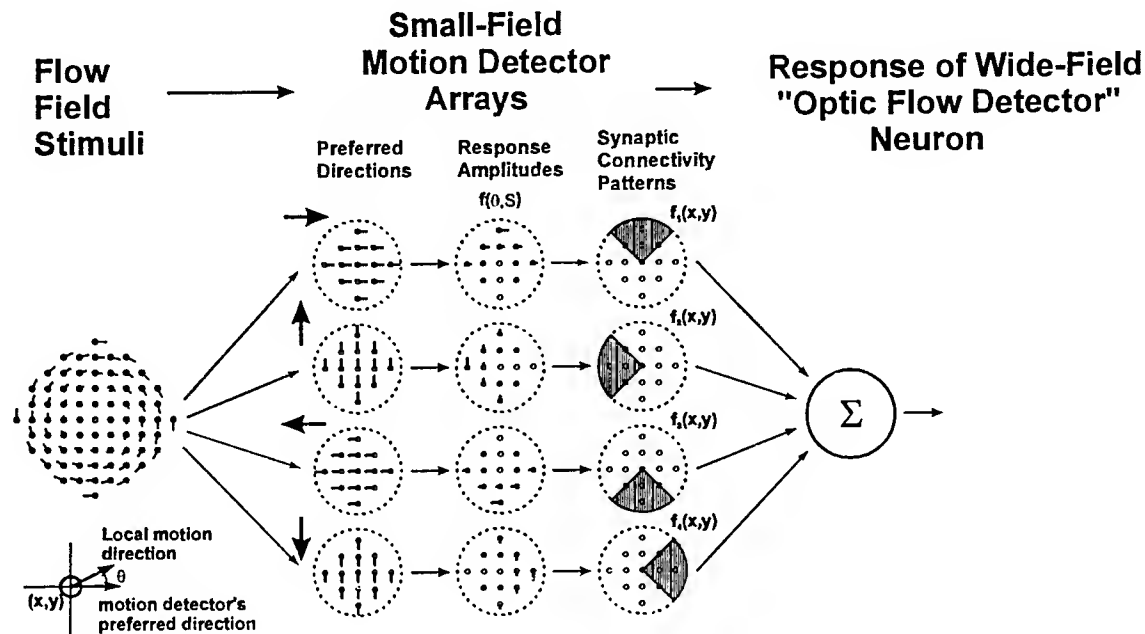 Flow
Field
Stimuli
Small-Field
Motion Detector
Arrays
Response of Wide-Field
"Optic Flow Detector"
Neuron
Preferred
Directions
Response
Amplitudes
f(θ,S)
Synaptic
Connectivity
Patterns
f₁(x,y)
f₂(x,y)
f₃(x,y)
f₄(x,y)
Σ
Local motion
direction
θ
(x,y)
motion detector's
preferred direction